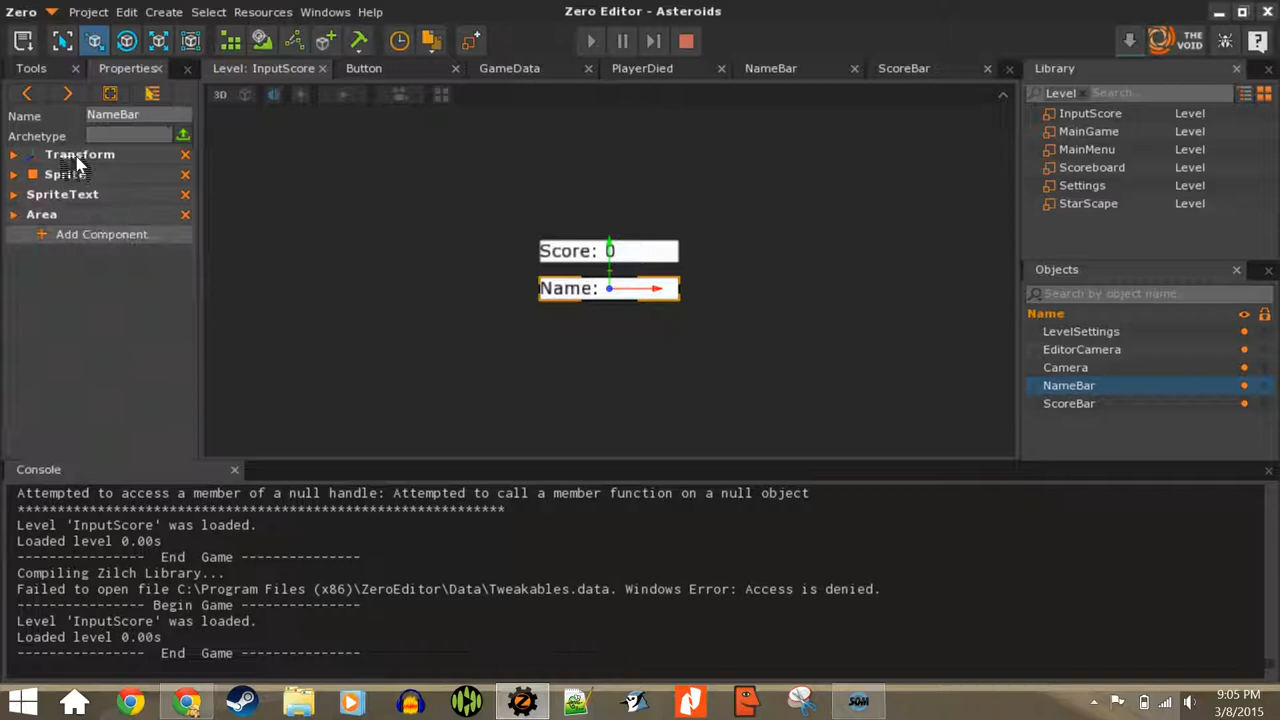 Zero Project Edit Create Select Resources Windows Help Zero Editor - Asteroids
THE VOID
Tools Properties Level: InputScore Button GameData PlayerDied NameBar ScoreBar Library
3D Level Search...
Name NameBar
Archetype
Transform
Sprite
SpriteText
Area
Add Component
Score: 0
Name:
InputScore Level
MainGame Level
MainMenu Level
Scoreboard Level
Settings Level
StarScape Level
Objects
Search by object name...
Name
LevelSettings
EditorCamera
Camera
NameBar
ScoreBar
Console
Attempted to access a member of a null handle: Attempted to call a member function on a null object
*************************************************************
Level 'InputScore' was loaded.
Loaded level 0.00s
---------------- End Game ---------------
Compiling Zilch Library...
Failed to open file C:\Program Files (x86)\ZeroEditor\Data\Tweakables.data. Windows Error: Access is denied.
--------------- Begin Game ---------------
Level 'InputScore' was loaded.
Loaded level 0.00s
---------------- End Game ---------------
SOM
9:05 PM
3/8/2015